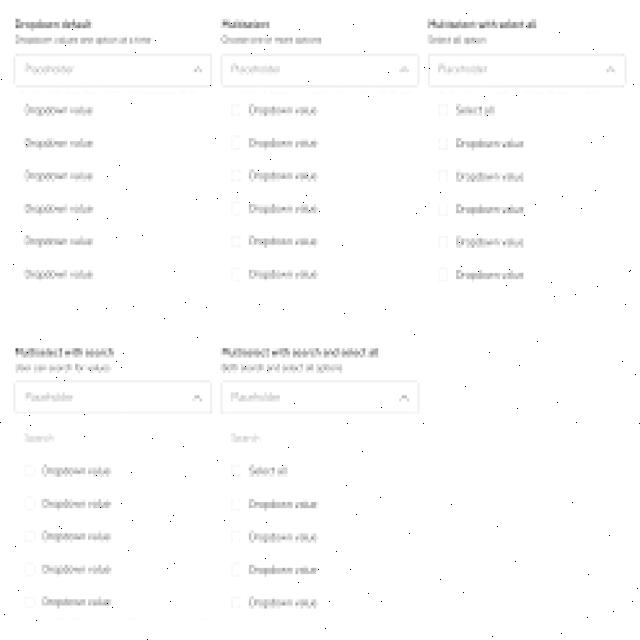 Dropdown default
Dropdown values one option at a time
Placeholder
Dropdown value
Dropdown value
Dropdown value
Dropdown value
Dropdown value
Dropdown value
Multiselect
Choose one or more options
Placeholder
Dropdown value
Dropdown value
Dropdown value
Dropdown value
Dropdown value
Dropdown value
Multiselect with select all
Select all option
Placeholder
Select all
Dropdown value
Dropdown value
Dropdown value
Dropdown value
Dropdown value
Multiselect with search
User can search for values
Placeholder
Search
Dropdown value
Dropdown value
Dropdown value
Dropdown value
Dropdown value
Multiselect with search and select all
Both search and select all options
Placeholder
Search
Select all
Dropdown value
Dropdown value
Dropdown value
Dropdown value